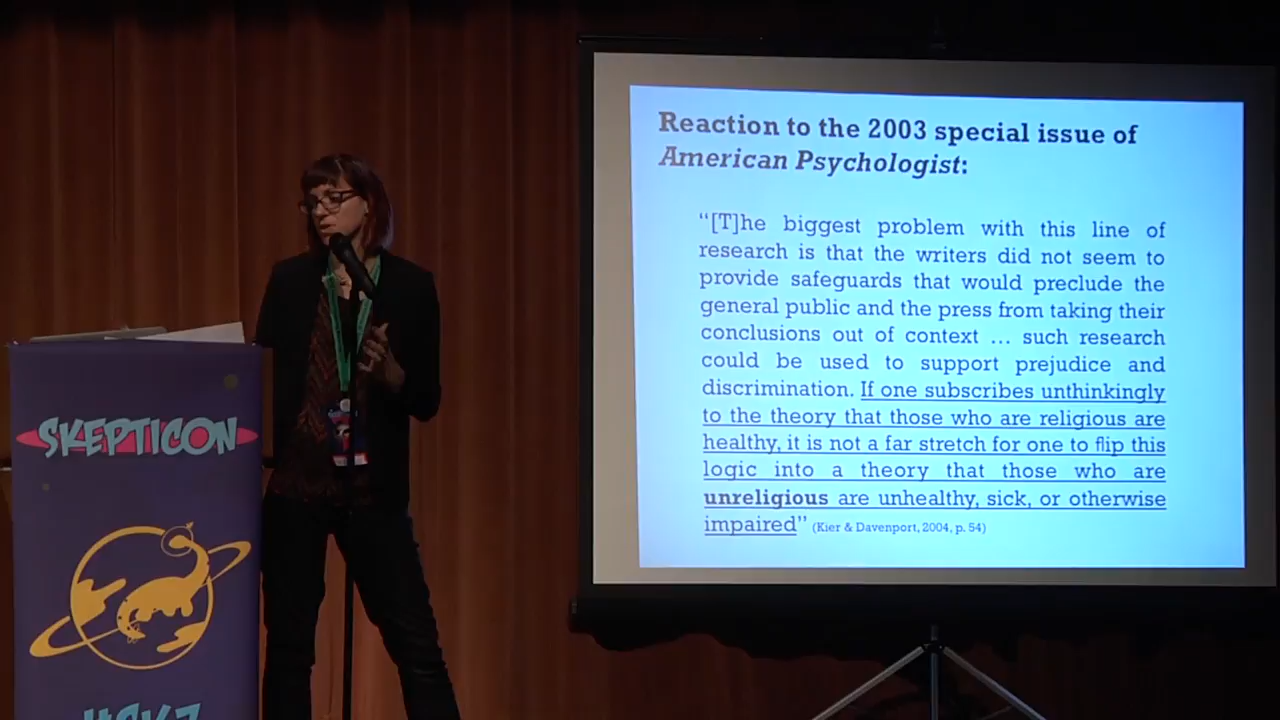 Reaction to the 2003 special issue of
American Psychologist:
“[T]he biggest problem with this line of
research is that the writers did not seem to
provide safeguards that would preclude the
general public and the press from taking their
conclusions out of context ... such research
could be used to support prejudice and
discrimination. If one subscribes unthinkingly
to the theory that those who are religious are
healthy, it is not a far stretch for one to flip this
logic into a theory that those who are
unreligious are unhealthy, sick, or otherwise
impaired” (Kier & Davenport, 2004, p. 54)
SKEPTICON